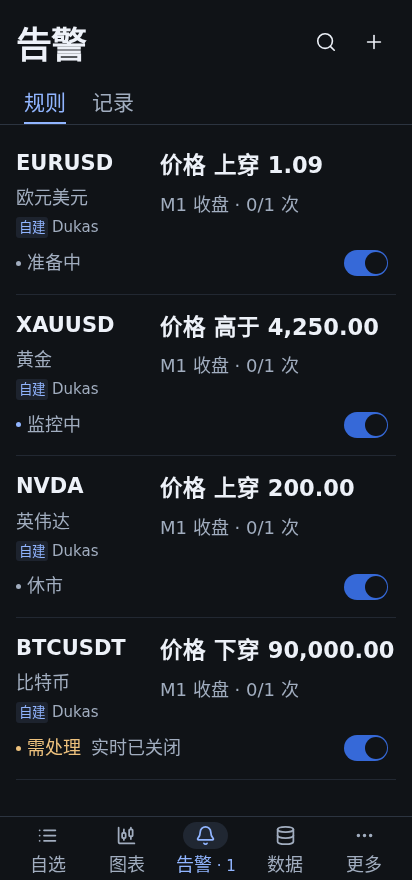 告警
规则 记录
EURUSD 价格 上穿 1.09
欧元美元 M1 收盘 · 0/1 次
自建 Dukas
• 准备中
XAUUSD 价格 高于 4,250.00
黄金 M1 收盘 · 0/1 次
自建 Dukas
• 监控中
NVDA 价格 上穿 200.00
英伟达 M1 收盘 · 0/1 次
自建 Dukas
• 休市
BTCUSDT 价格 下穿 90,000.00
比特币 M1 收盘 · 0/1 次
自建 Dukas
• 需处理 实时已关闭
自选 图表 告警 · 1 数据 更多